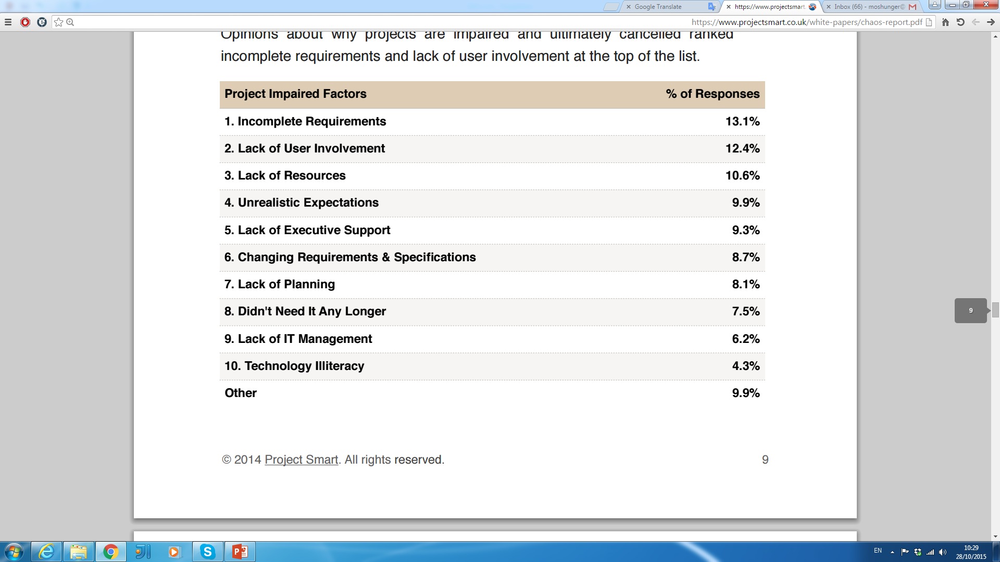 Google Translate
https://www.projectsmart.
Inbox (66) - moshunger@
https://www.projectsmart.co.uk/white-papers/chaos-report.pdf
Opinions about why projects are impaired and ultimately cancelled ranked
incomplete requirements and lack of user involvement at the top of the list.
Project Impaired Factors % of Responses
1. Incomplete Requirements 13.1%
2. Lack of User Involvement 12.4%
3. Lack of Resources 10.6%
4. Unrealistic Expectations 9.9%
5. Lack of Executive Support 9.3%
6. Changing Requirements & Specifications 8.7%
7. Lack of Planning 8.1%
8. Didn't Need It Any Longer 7.5%
9. Lack of IT Management 6.2%
10. Technology Illiteracy 4.3%
Other 9.9%
9
© 2014 Project Smart. All rights reserved. 9
EN
10:29
28/10/2015